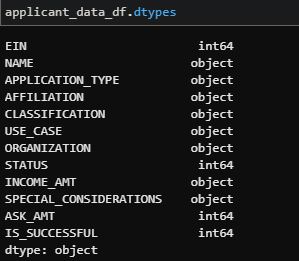 applicant_data_df.dtypes
EIN int64
NAME object
APPLICATION_TYPE object
AFFILIATION object
CLASSIFICATION object
USE_CASE object
ORGANIZATION object
STATUS int64
INCOME_AMT object
SPECIAL_CONSIDERATIONS object
ASK_AMT int64
IS_SUCCESSFUL int64
dtype: object